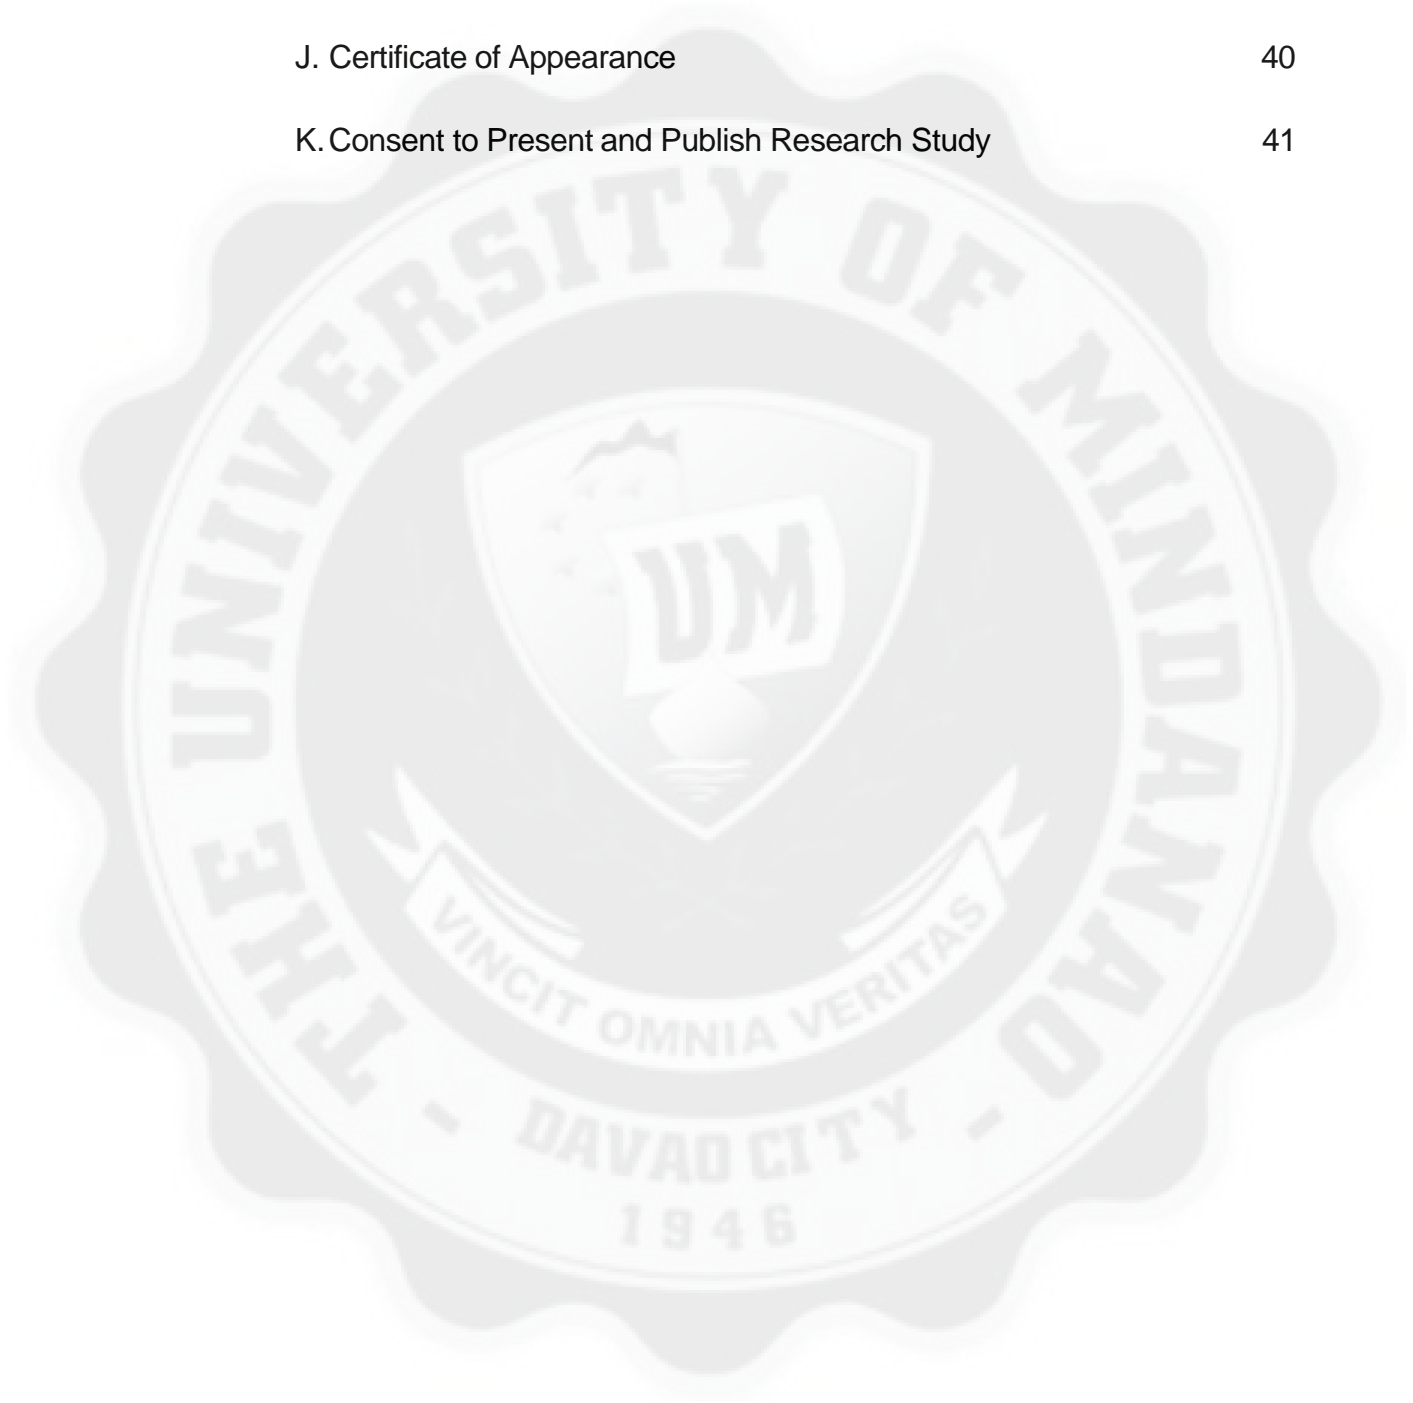 J. Certificate of Appearance 40
K. Consent to Present and Publish Research Study 41
THE UNIVERSITY OF MINDANAO
UM
VINCIT OMNIA VERITAS
- DAVAO CITY -
1946